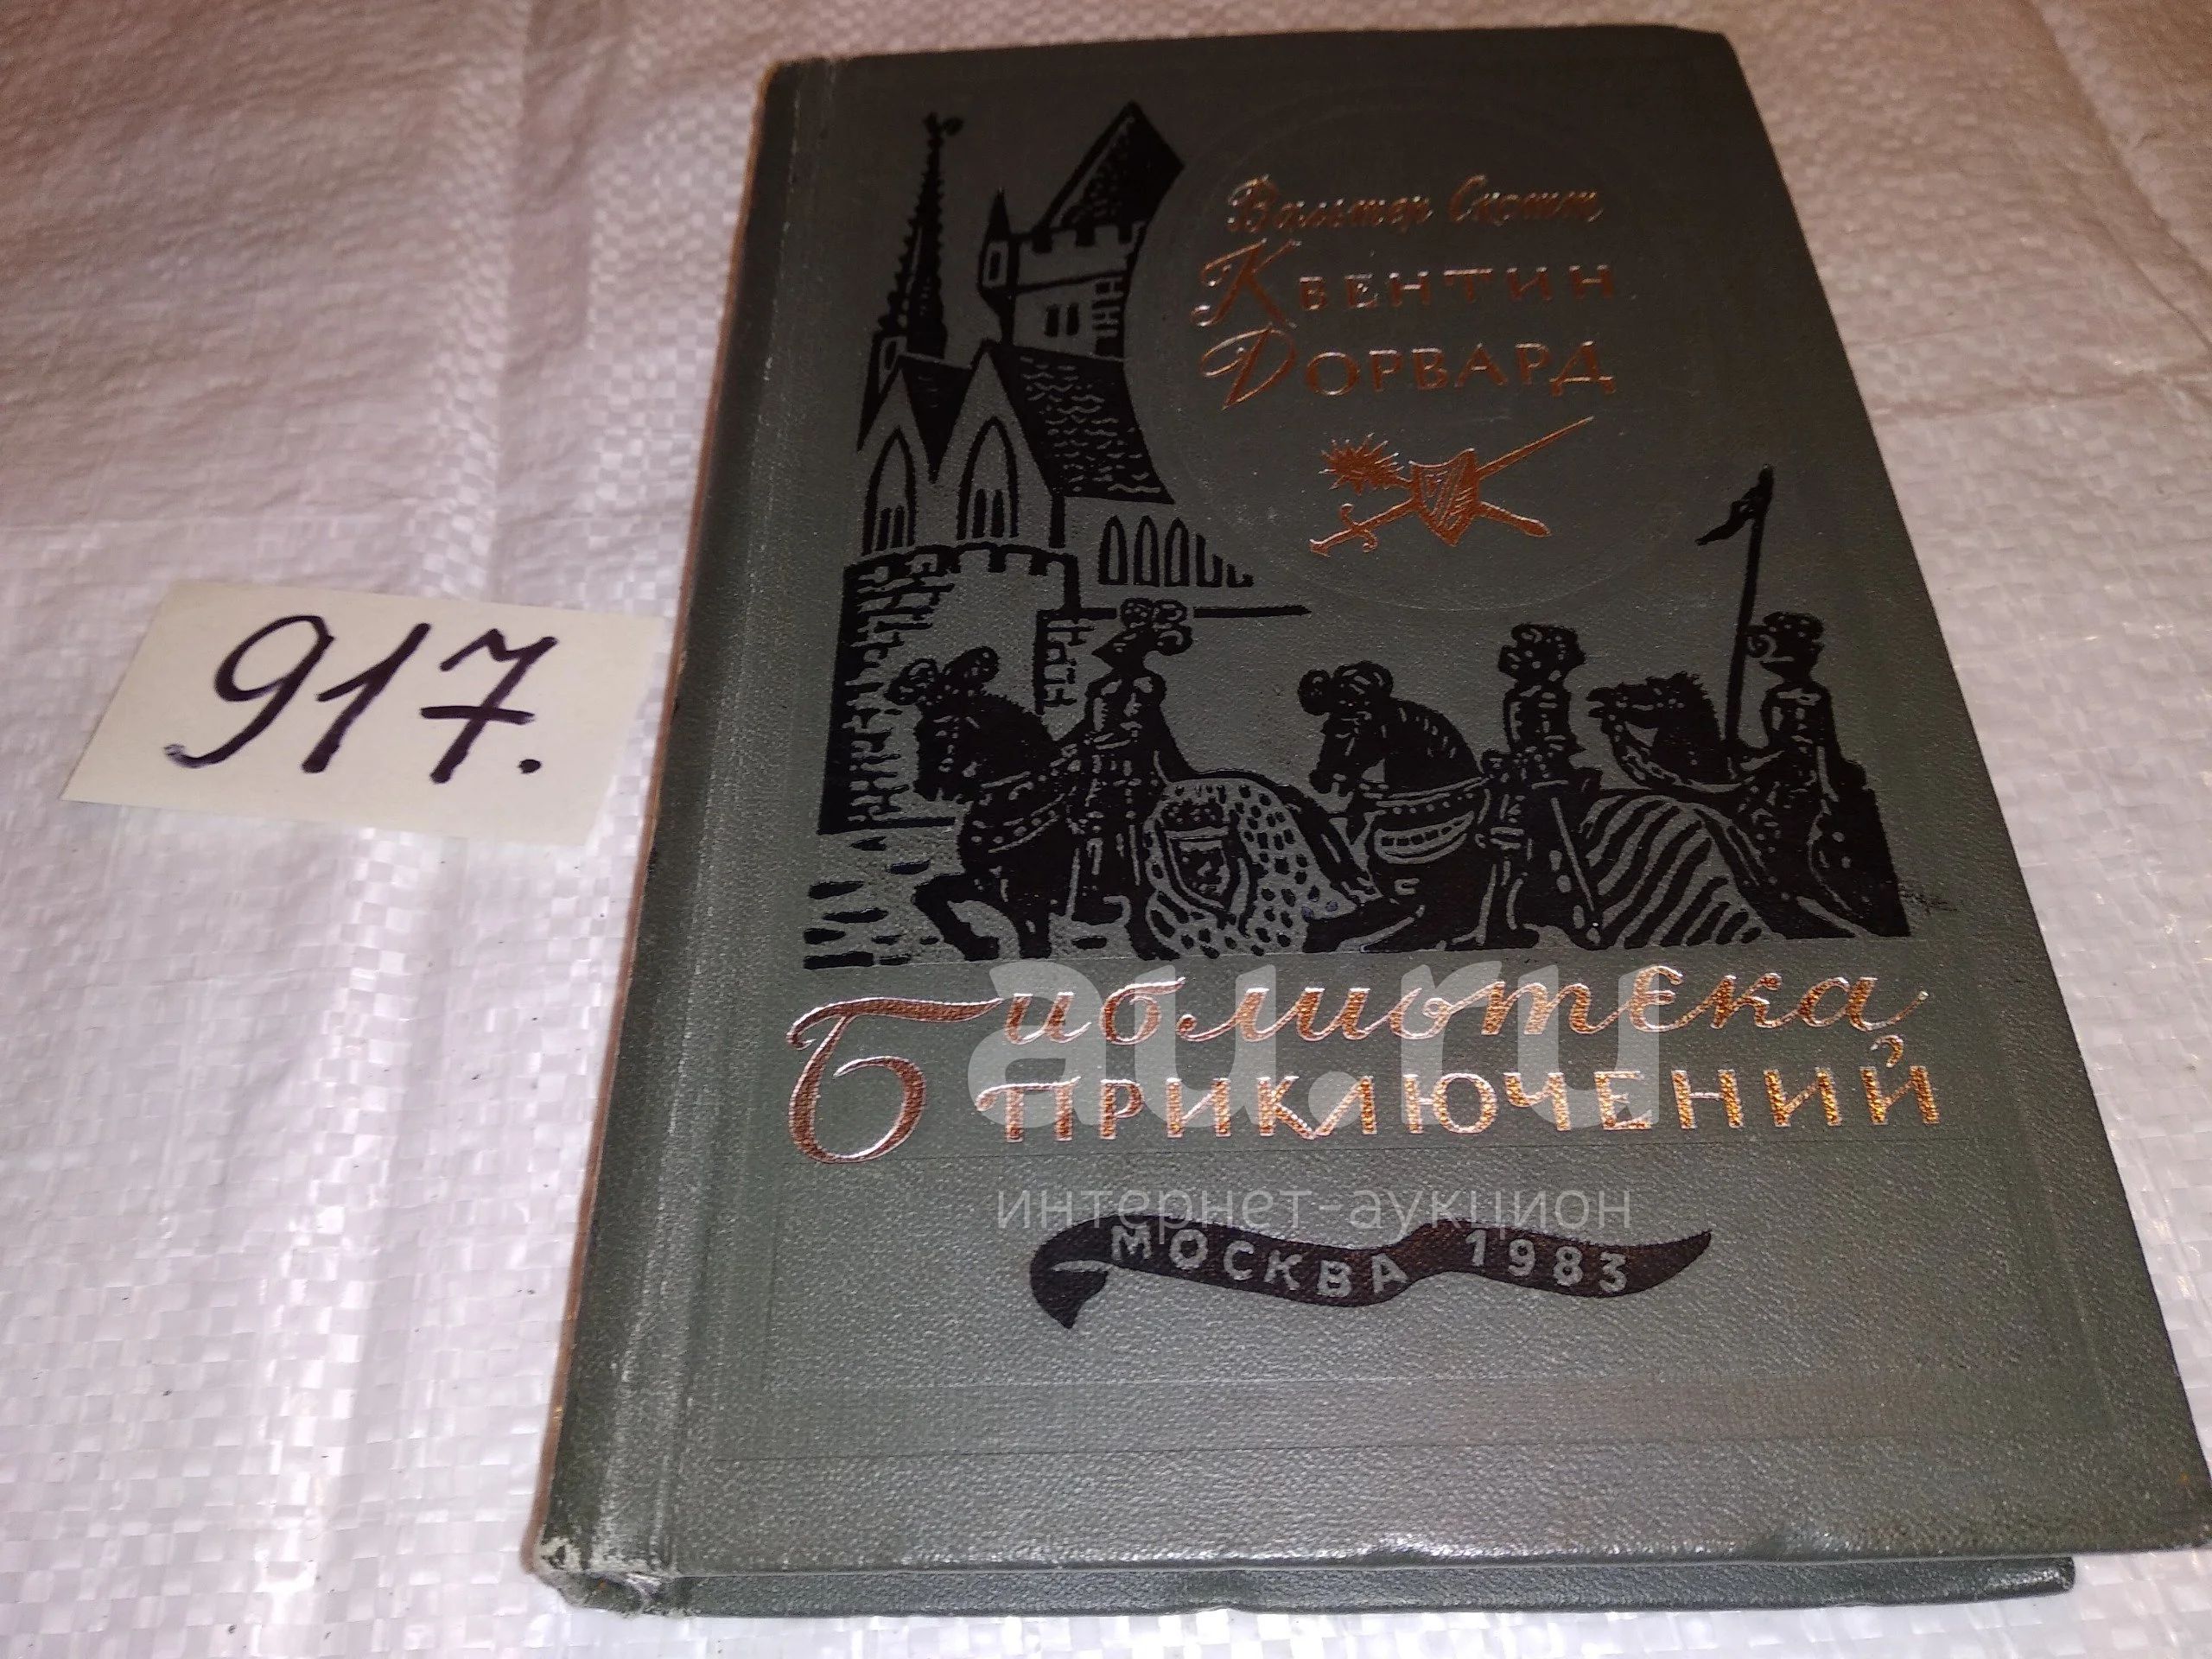 917.
Вальтер Скотт
Квентин
Дорвард
Библиотека
приключений
au.ru
интернет-аукцион
МОСКВА 1983